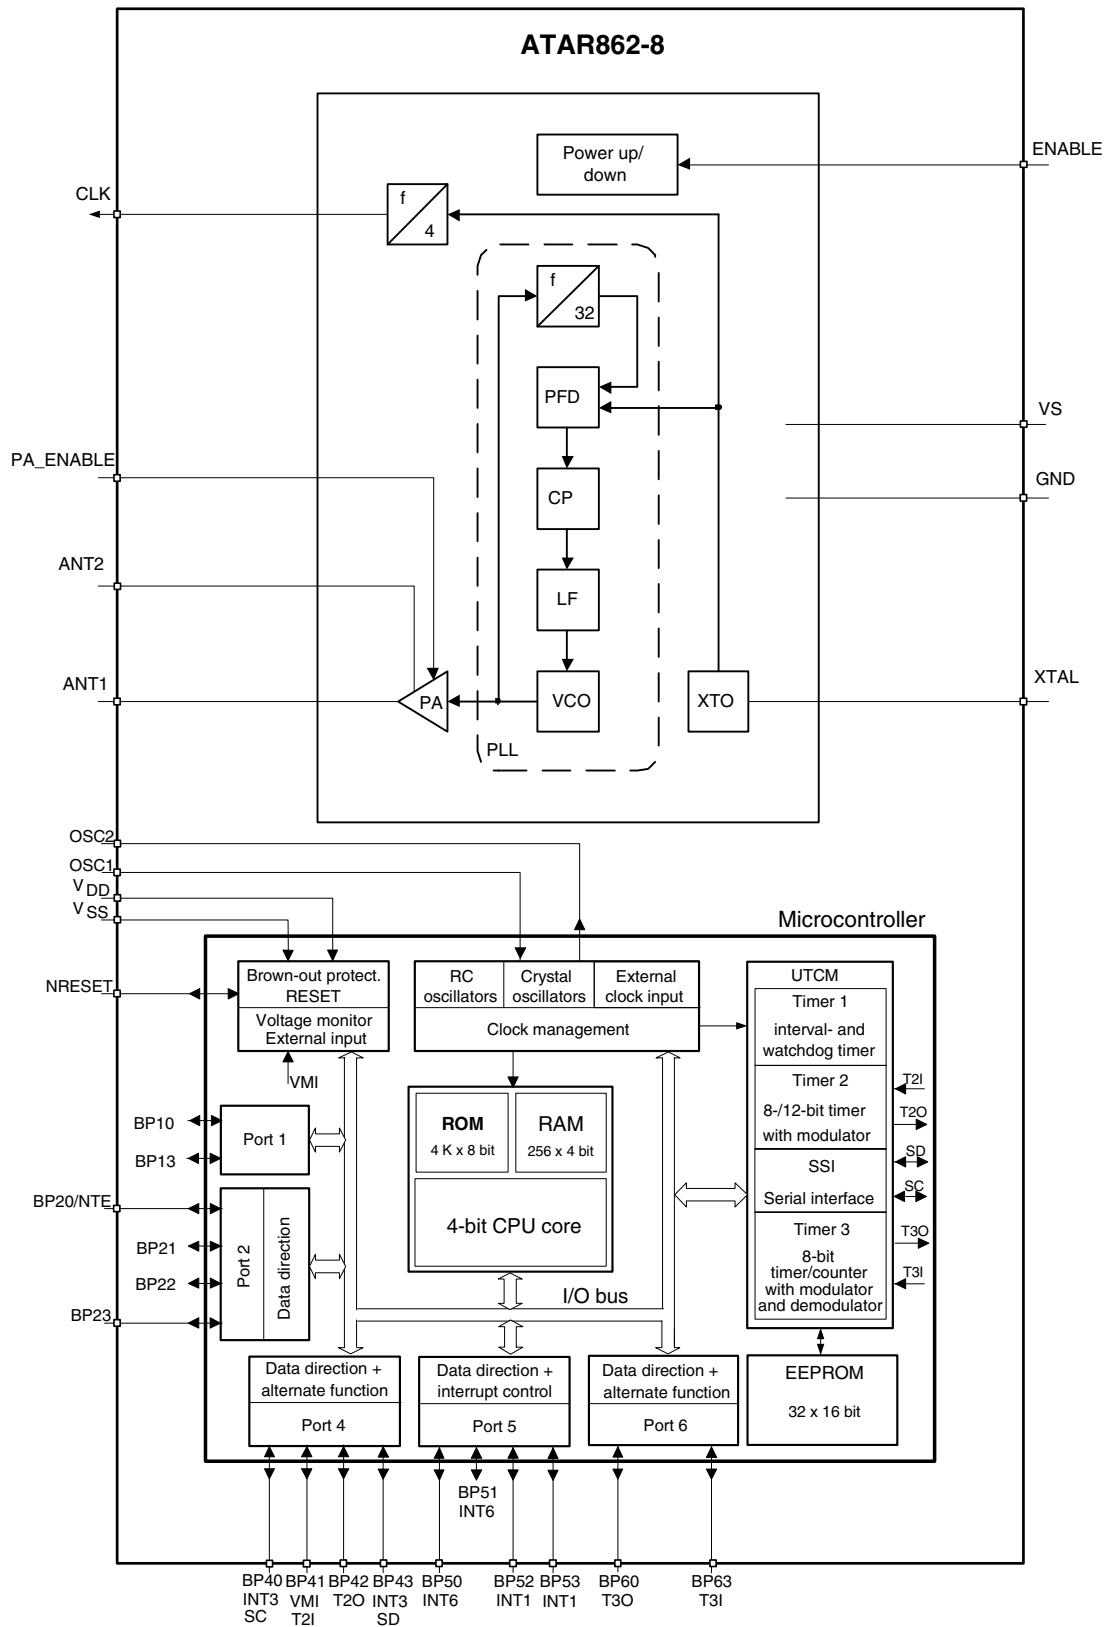 ATAR862-8
Power up/
down
ENABLE
CLK
f
4
f
32
PFD
VS
PA_ENABLE
GND
CP
ANT2
LF
ANT1
PA
VCO
XTO
XTAL
PLL
OSC2
OSC1
VDD
VSS
Microcontroller
NRESET
Brown-out protect.
RESET
Voltage monitor
External input
VMI
RC
oscillators
Crystal
oscillators
External
clock input
Clock management
UTCM
Timer 1
interval- and
watchdog timer
Timer 2
8-/12-bit timer
with modulator
SSI
Serial interface
Timer 3
8-bit
timer/counter
with modulator
and demodulator
T2I
T2O
SD
SC
T3O
T3I
ROM
4 K x 8 bit
RAM
256 x 4 bit
4-bit CPU core
BP10
BP13
Port 1
BP20/NTE
BP21
BP22
BP23
Port 2
Data direction
I/O bus
Data direction +
alternate function
Port 4
Data direction +
interrupt control
Port 5
Data direction +
alternate function
Port 6
EEPROM
32 x 16 bit
BP51
INT6
BP40
INT3
SC
BP41
VMI
T2I
BP42
T2O
BP43
INT3
SD
BP50
INT6
BP52
INT1
BP53
INT1
BP60
T3O
BP63
T3I